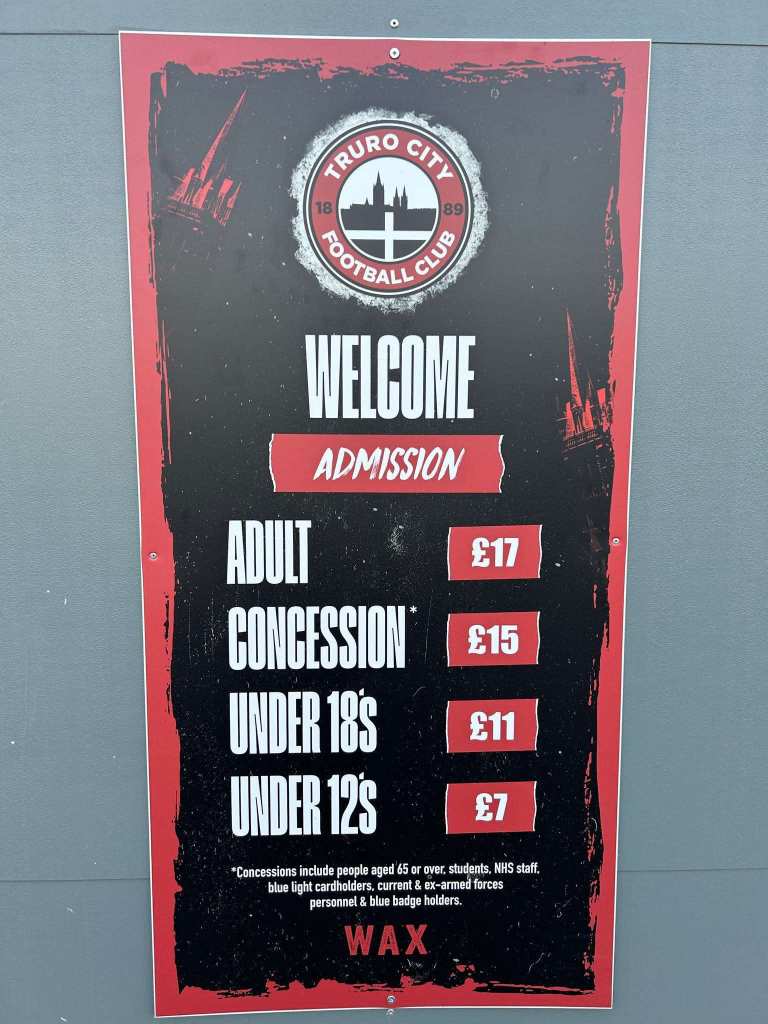 TRURO CITY
18 89
FOOTBALL CLUB
WELCOME
ADMISSION
ADULT £17
CONCESSION* £15
UNDER 18'S £11
UNDER 12'S £7
*Concessions include people aged 65 or over, students, NHS staff,
blue light cardholders, current & ex-armed forces
personnel & blue badge holders.
WAX